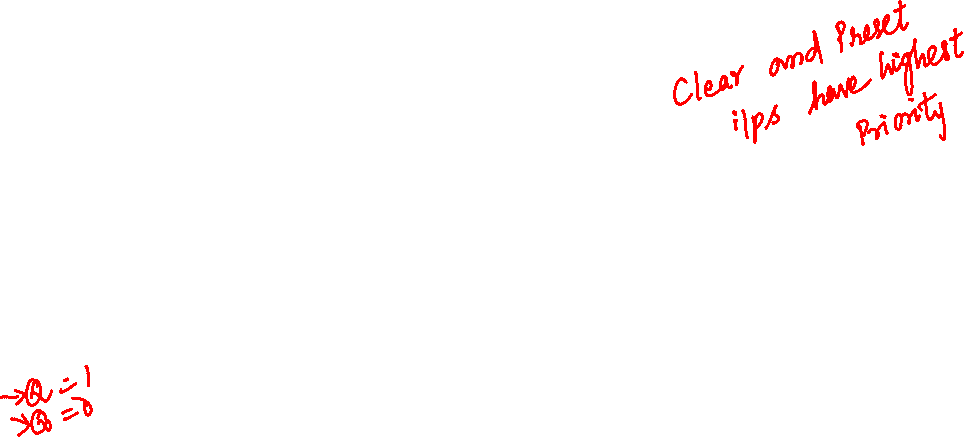 Clear and Preset
i/ps have highest
Priority
→Q = 1
→Q = 0